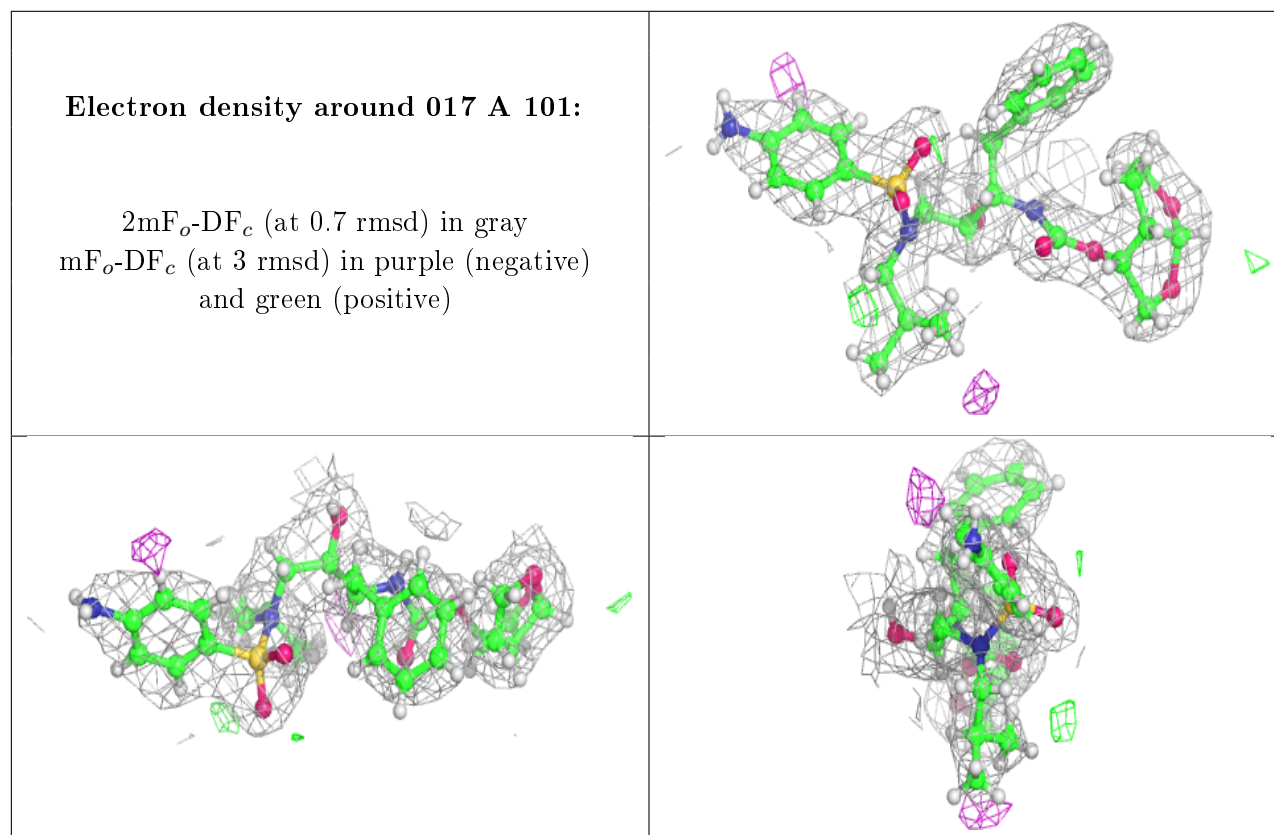 Electron density around 017 A 101:
2mFₒ-DF𝒸 (at 0.7 rmsd) in gray
mFₒ-DF𝒸 (at 3 rmsd) in purple (negative)
and green (positive)